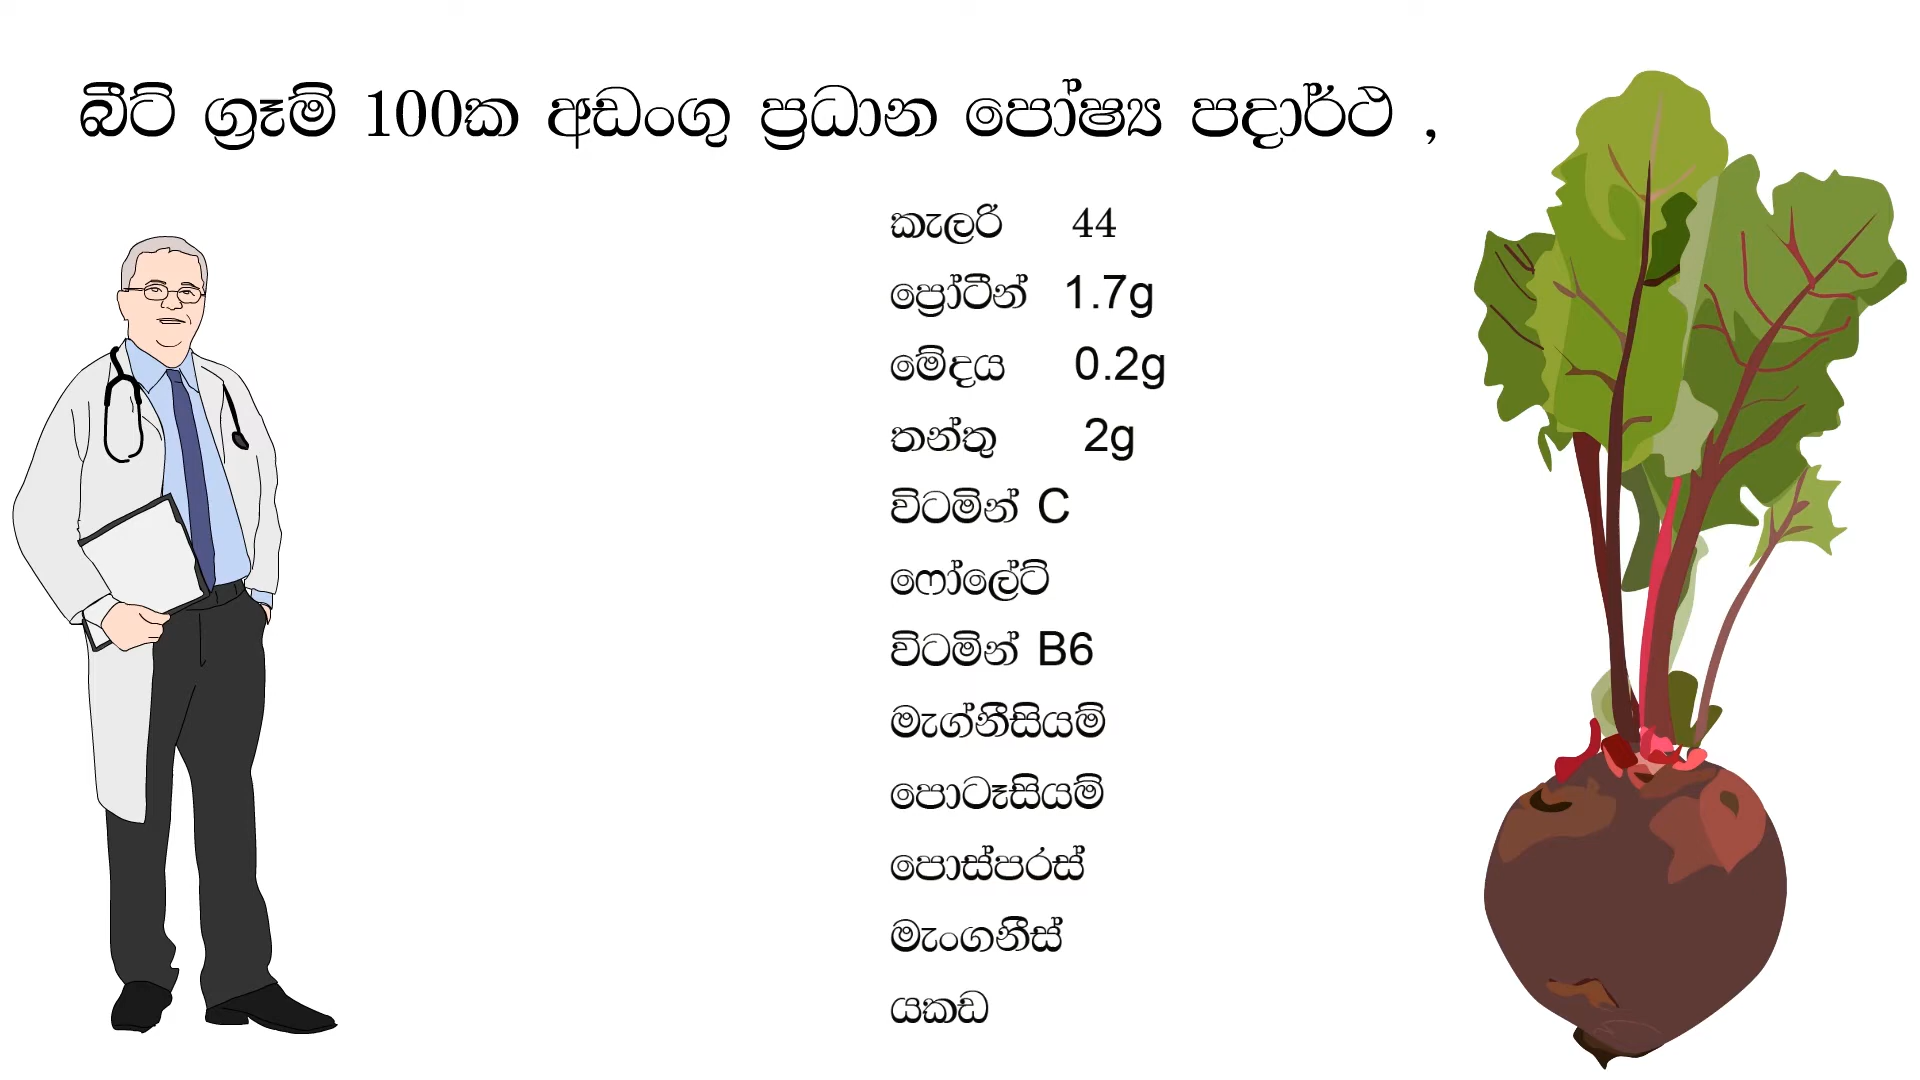 බීට් ග්‍රෑම් 100ක අඩංගු ප්‍රධාන පෝෂ්‍ය පදාර්ථ ,
කැලරි 44
ප්‍රෝටීන් 1.7g
මේදය 0.2g
තන්තු 2g
විටමින් C
ෆෝලේට්
විටමින් B6
මැග්නීසියම්
පොටෑසියම්
පොස්පරස්
මැංගනීස්
යකඩ